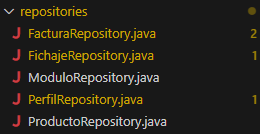 repositories
FacturaRepository.java 2
FichajeRepository.java 1
ModuloRepository.java
PerfilRepository.java 1
ProductoRepository.java